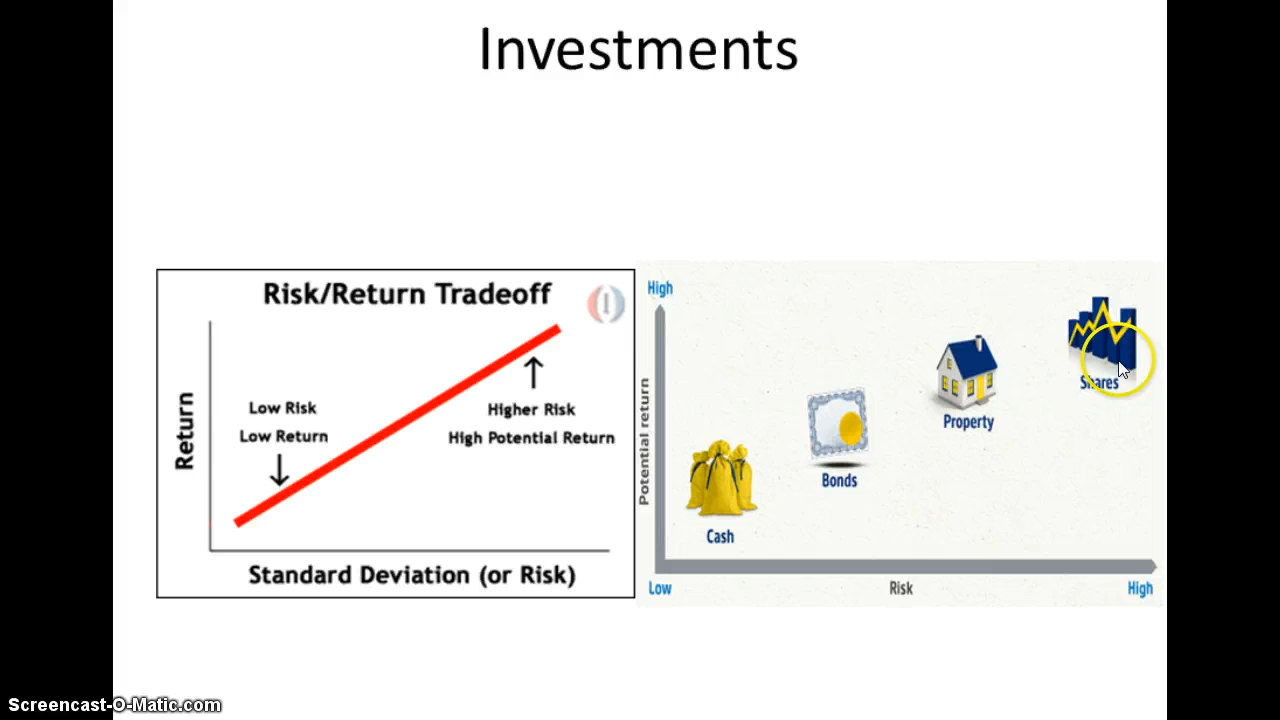 Investments
Risk/Return Tradeoff
Return
Low Risk
Low Return
Higher Risk
High Potential Return
Standard Deviation (or Risk)
High
Potential return
Shares
Property
Bonds
Cash
Low
Risk
High
Screencast-O-Matic.com